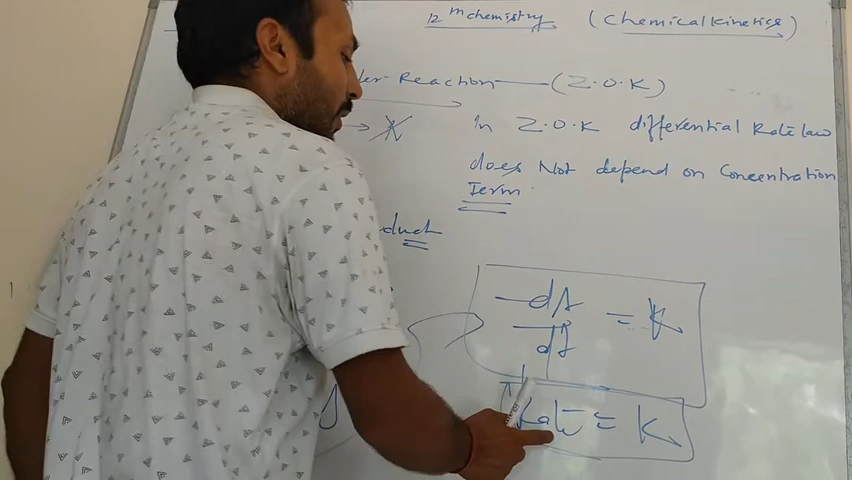 12 th chemistry (Chemical kinetics)
der- Reaction (Z.O.K)
In Z.O.K differential Rate law
does Not depend on Concentration
Term
duct
-dA
dt
= K
Rate = K